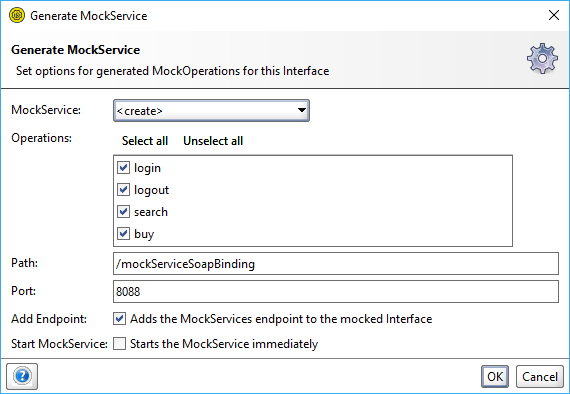 Generate MockService
Generate MockService
Set options for generated MockOperations for this Interface
MockService: <create>
Operations: Select all Unselect all
login
logout
search
buy
Path: /mockServiceSoapBinding
Port: 8088
Add Endpoint: Adds the MockServices endpoint to the mocked Interface
Start MockService: Starts the MockService immediately
? OK Cancel